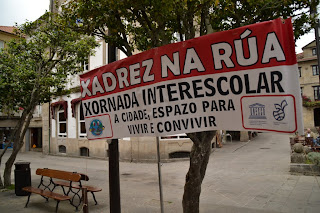 XADREZ NA RÚA!
XORNADA INTERESCOLAR
A CIDADE, ESPAZO PARA
VIVIR E CONVIVIR